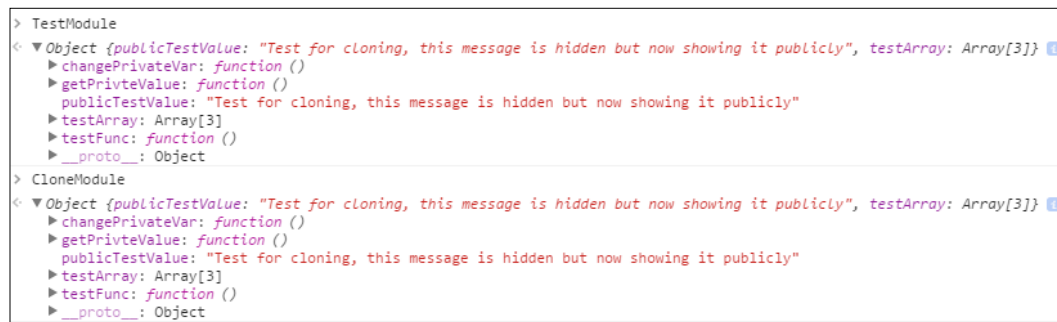 > TestModule
<· ▼Object {publicTestValue: "Test for cloning, this message is hidden but now showing it publicly", testArray: Array[3]} i
▶changePrivateVar: function ()
▶getPrivteValue: function ()
publicTestValue: "Test for cloning, this message is hidden but now showing it publicly"
▶testArray: Array[3]
▶testFunc: function ()
▶__proto__: Object
> CloneModule
<· ▼Object {publicTestValue: "Test for cloning, this message is hidden but now showing it publicly", testArray: Array[3]} i
▶changePrivateVar: function ()
▶getPrivteValue: function ()
publicTestValue: "Test for cloning, this message is hidden but now showing it publicly"
▶testArray: Array[3]
▶testFunc: function ()
▶__proto__: Object